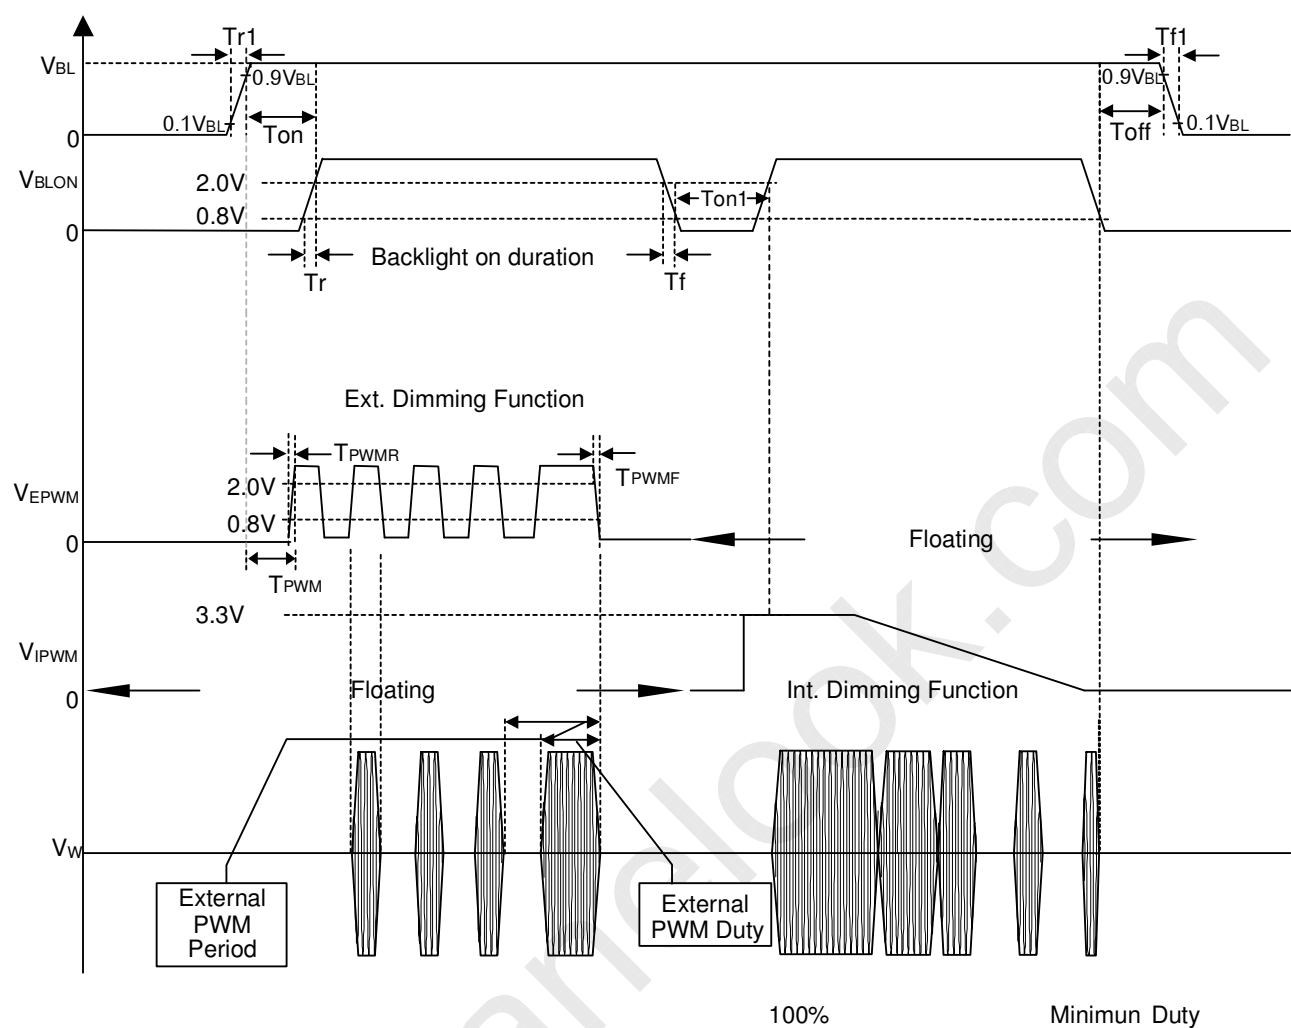 Tr1
Tf1
VBL
0.9VBL
0.9VBL
0.1VBL
Ton
Toff
0.1VBL
0
VBLON
2.0V
Ton1
0.8V
0
Backlight on duration
Tr
Tf
Ext. Dimming Function
TPWMR
TPWMF
VEPWM
2.0V
0.8V
0
Floating
TPWM
3.3V
VIPWM
0
Floating
Int. Dimming Function
VW
External
PWM
Period
External
PWM Duty
100%
Minimun Duty
anelook.com